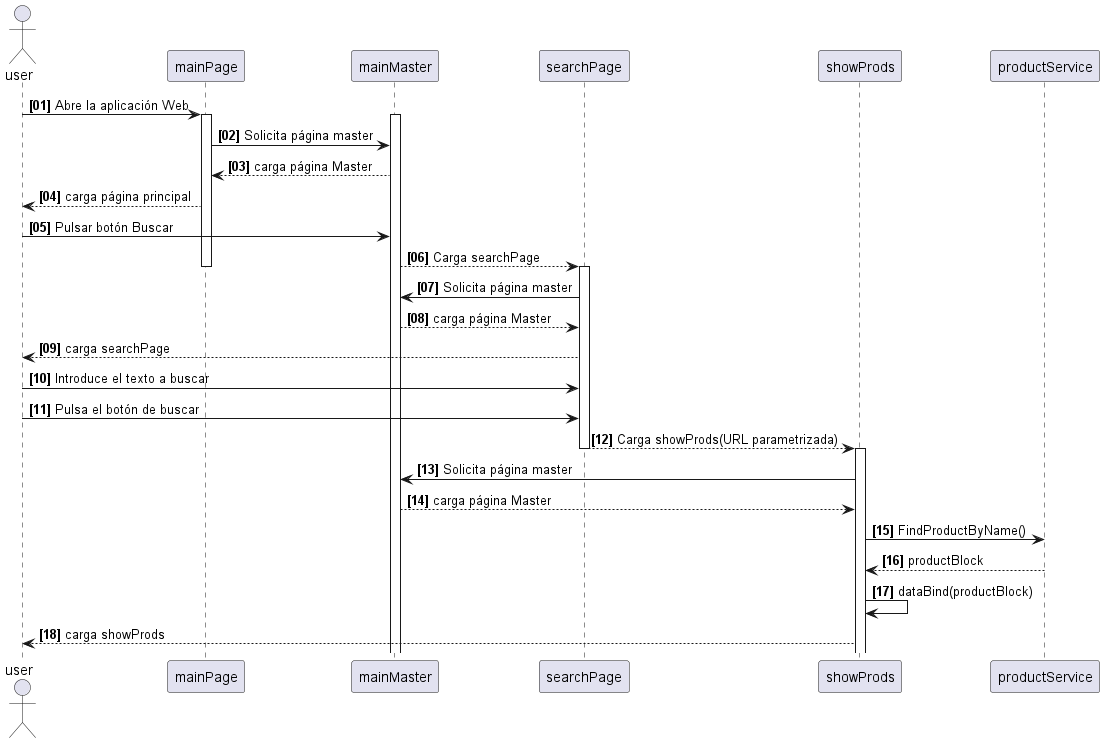 user
mainPage
mainMaster
searchPage
showProds
productService
[01] Abre la aplicación Web
[02] Solicita página master
[03] carga página Master
[04] carga página principal
[05] Pulsar botón Buscar
[06] Carga searchPage
[07] Solicita página master
[08] carga página Master
[09] carga searchPage
[10] Introduce el texto a buscar
[11] Pulsa el botón de buscar
[12] Carga showProds(URL parametrizada)
[13] Solicita página master
[14] carga página Master
[15] FindProductByName()
[16] productBlock
[17] dataBind(productBlock)
[18] carga showProds
user
mainPage
mainMaster
searchPage
showProds
productService